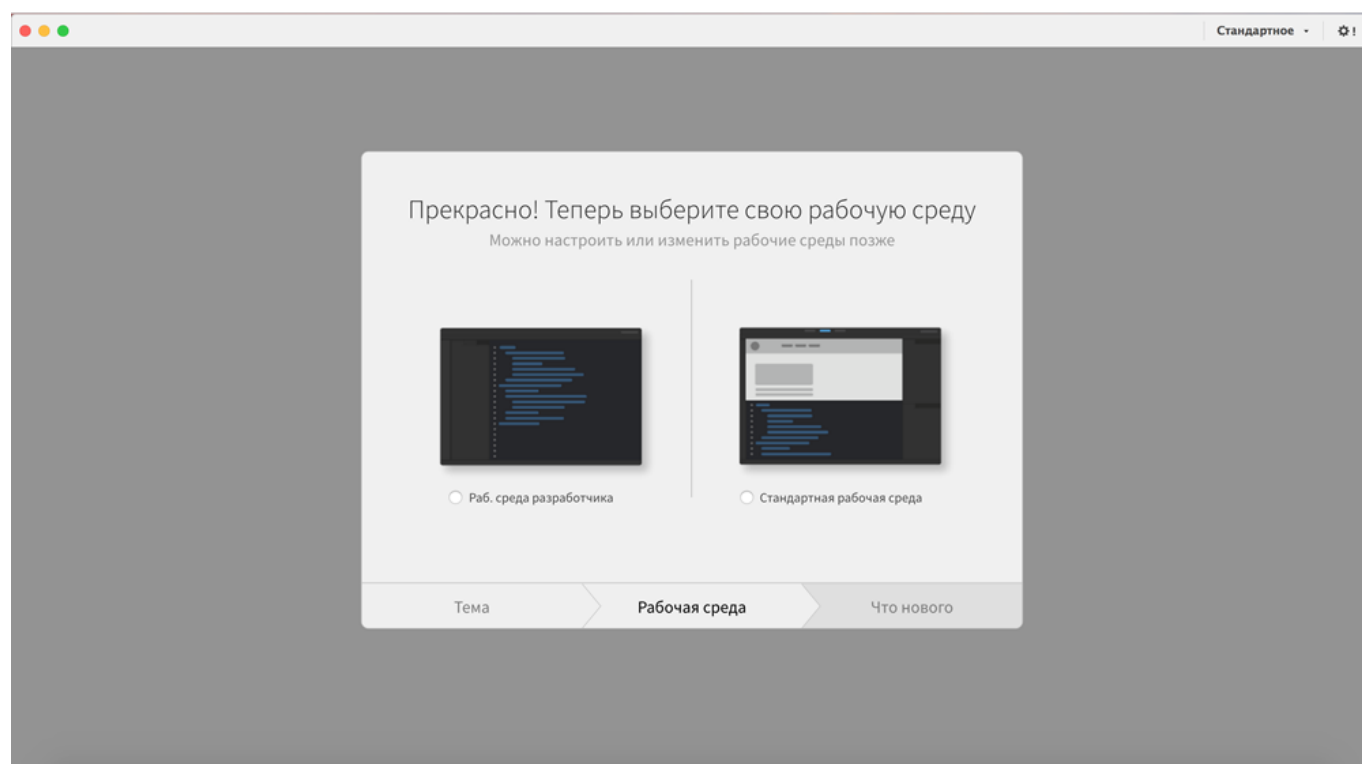 Стандартное
!
Прекрасно! Теперь выберите свою рабочую среду
Можно настроить или изменить рабочие среды позже
Раб. среда разработчика
Стандартная рабочая среда
Тема
Рабочая среда
Что нового